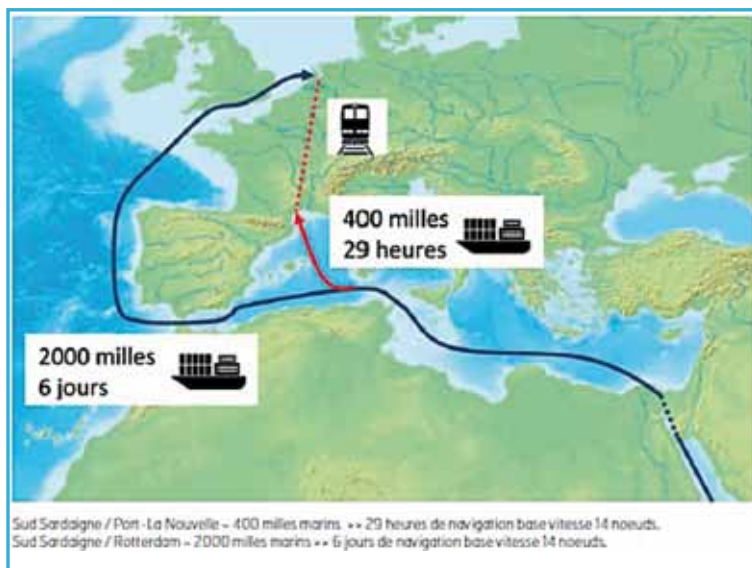 400 milles
29 heures
2000 milles
6 jours
Sud Sardaigne / Port-La Nouvelle = 400 milles marins >> 29 heures de navigation base vitesse 14 noeuds.
Sud Sardaigne / Rotterdam = 2000 milles marins >> 6 jours de navigation base vitesse 14 noeuds.